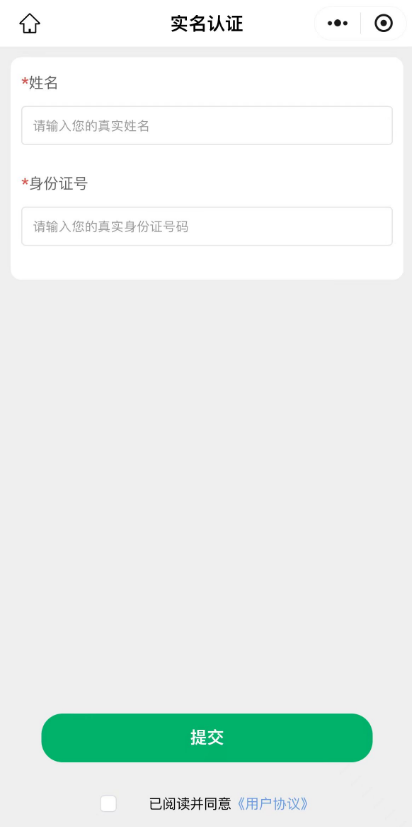 实名认证
*姓名
请输入您的真实姓名
*身份证号
请输入您的真实身份证号码
提交
已阅读并同意《用户协议》